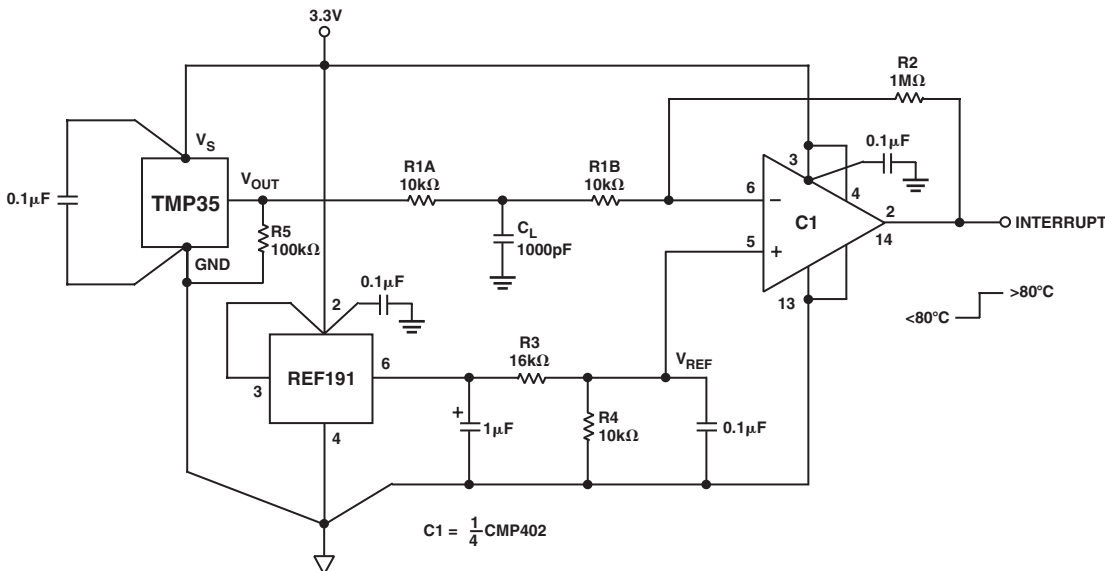 3.3V
R2
1MΩ
V_S
0.1µF
TMP35
V_OUT
R1A
10kΩ
R1B
10kΩ
0.1µF
3
4
6
−
C1
2
14
INTERRUPT
R5
100kΩ
C_L
1000pF
5
+
GND
0.1µF
2
13
>80°C
<80°C
REF191
3
6
R3
16kΩ
V_REF
4
+
1µF
R4
10kΩ
0.1µF
C1 = 1/4 CMP402